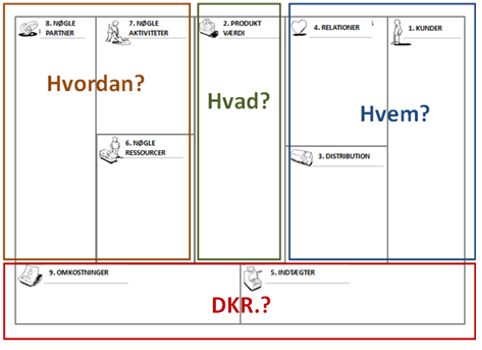 8. NØGLE
PARTNER
7. NØGLE
AKTIVITETER
2. PRODUKT
VÆRDI
4. RELATIONER
1. KUNDER
Hvordan?
Hvad?
Hvem?
6. NØGLE
RESSOURCER
3. DISTRIBUTION
9. OMKOSTNINGER
5. INDTÆGTER
DKR.?